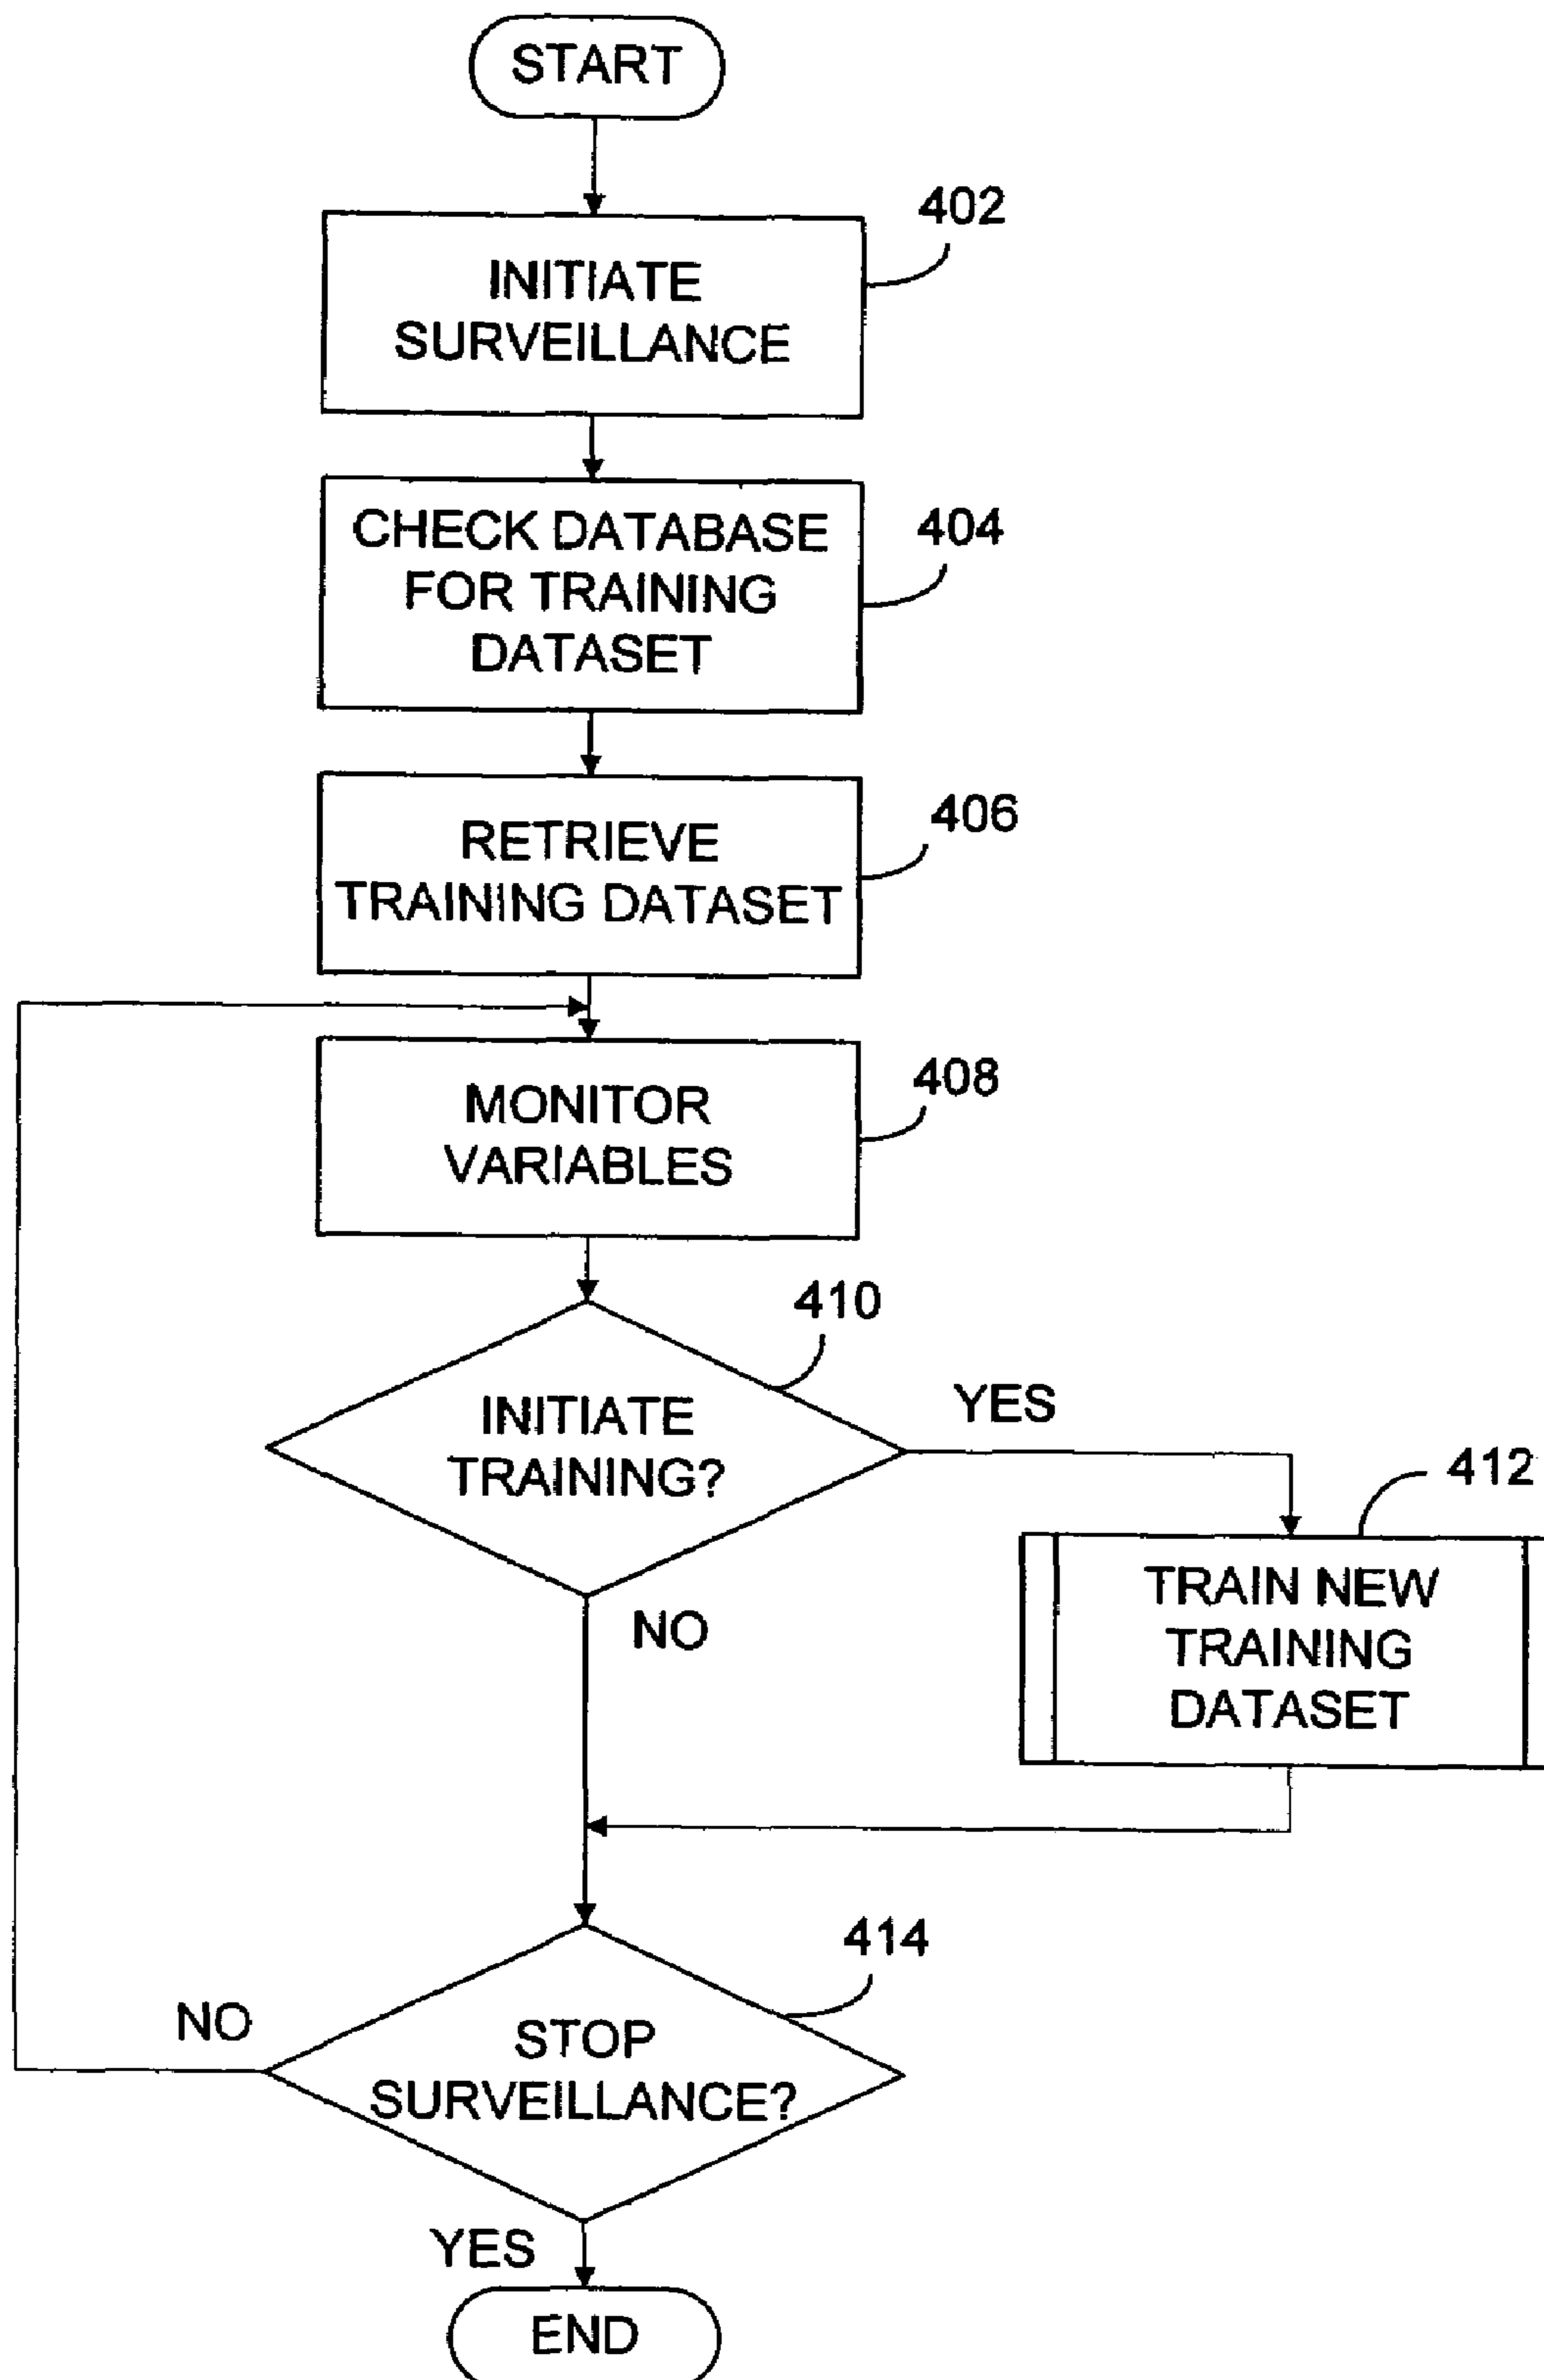 START
402
INITIATE
SURVEILLANCE
404
CHECK DATABASE
FOR TRAINING
DATASET
406
RETRIEVE
TRAINING DATASET
408
MONITOR
VARIABLES
410
INITIATE
TRAINING?
YES
412
TRAIN NEW
TRAINING
DATASET
NO
414
STOP
SURVEILLANCE?
NO
YES
END